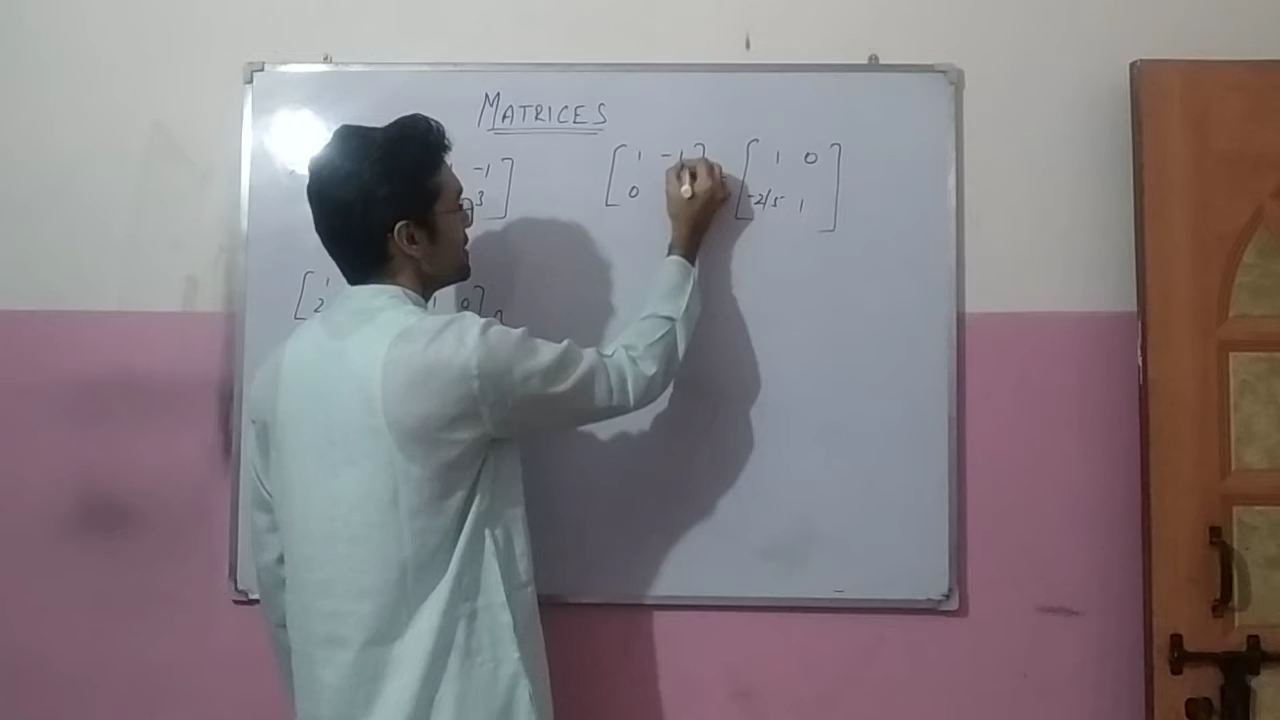 MATRICES
-1
3
[ 1 -1 ] = [ 1 0 ]
[ 0 ] [ -2/5 1 ]
[ 1 1 0 ]
[ 2